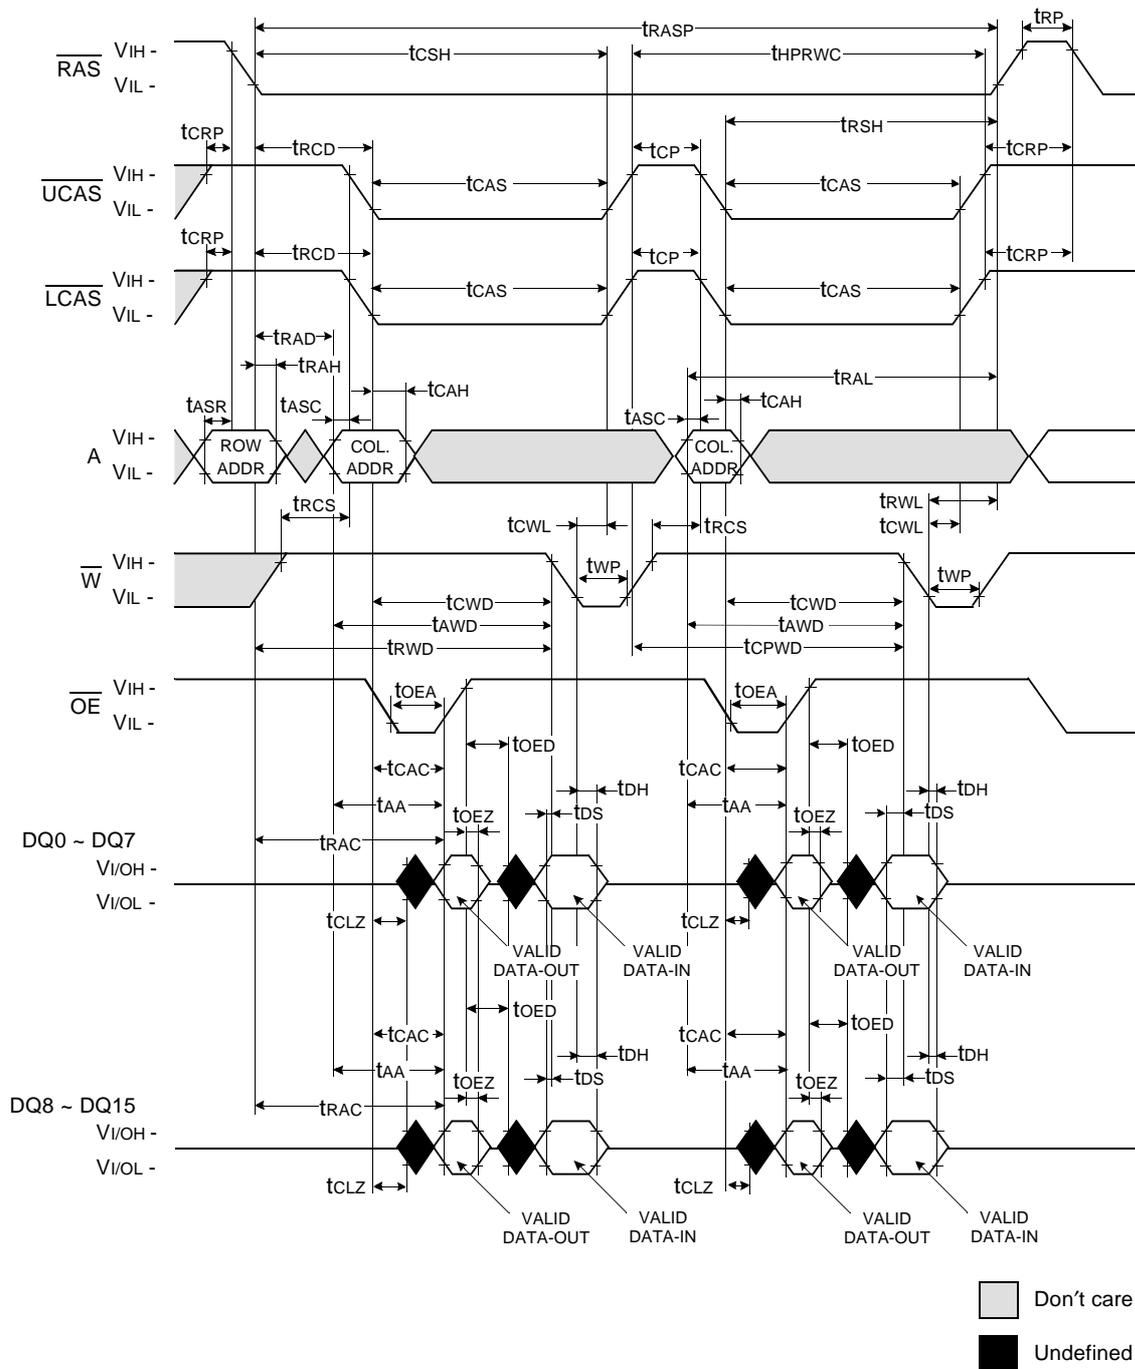 tRASP
tRP
RAS
VIH -
VIL -
tCSH
tHPRWC
tRSH
tCRP
tRCD
tCP
tCRP
UCAS
VIH -
VIL -
tCAS
tCAS
tCRP
tRCD
tCP
tCRP
LCAS
VIH -
VIL -
tCAS
tCAS
tRAD
tRAH
tRAL
tCAH
tCAH
tASR
tASC
tASC
A
VIH -
VIL -
ROW
ADDR
COL.
ADDR
COL.
ADDR
tRCS
tRWL
tCWL
tRCS
tCWL
W
VIH -
VIL -
tWP
tWP
tCWD
tCWD
tAWD
tAWD
tRWD
tCPWD
OE
VIH -
VIL -
tOEA
tOEA
tOED
tOED
tCAC
tCAC
tDH
tDH
tAA
tOEZ
tDS
tAA
tOEZ
tDS
tRAC
DQ0 ~ DQ7
VI/OH -
VI/OL -
tCLZ
tCLZ
VALID
DATA-OUT
VALID
DATA-IN
VALID
DATA-OUT
VALID
DATA-IN
tOED
tOED
tCAC
tCAC
tDH
tDH
tAA
tOEZ
tDS
tAA
tOEZ
tDS
tRAC
DQ8 ~ DQ15
VI/OH -
VI/OL -
tCLZ
tCLZ
VALID
DATA-OUT
VALID
DATA-IN
VALID
DATA-OUT
VALID
DATA-IN
Don′t care
Undefined